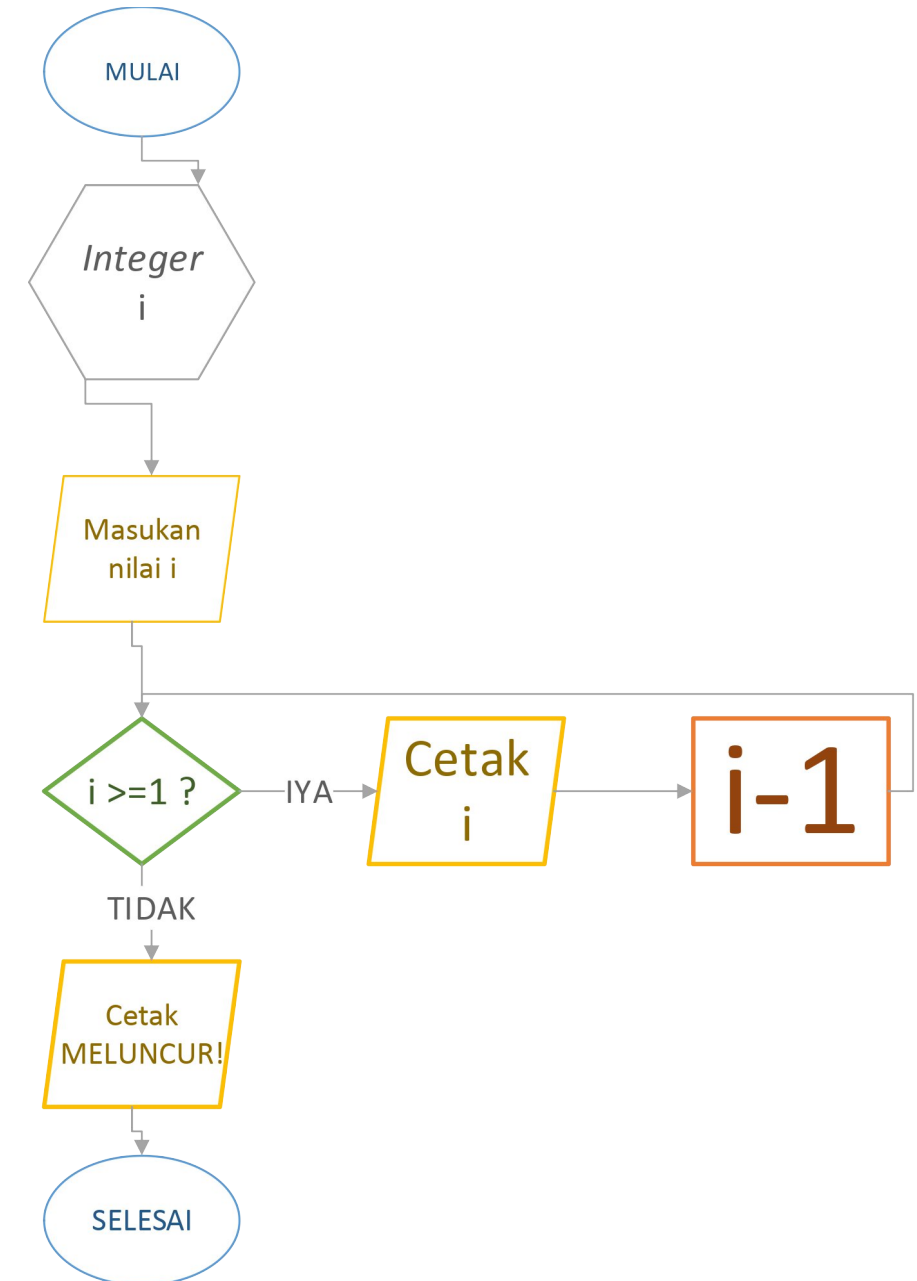 MULAI
Integer
i
Masukan
nilai i
i >=1 ?
IYA
Cetak
i
i-1
TIDAK
Cetak
MELUNCUR!
SELESAI